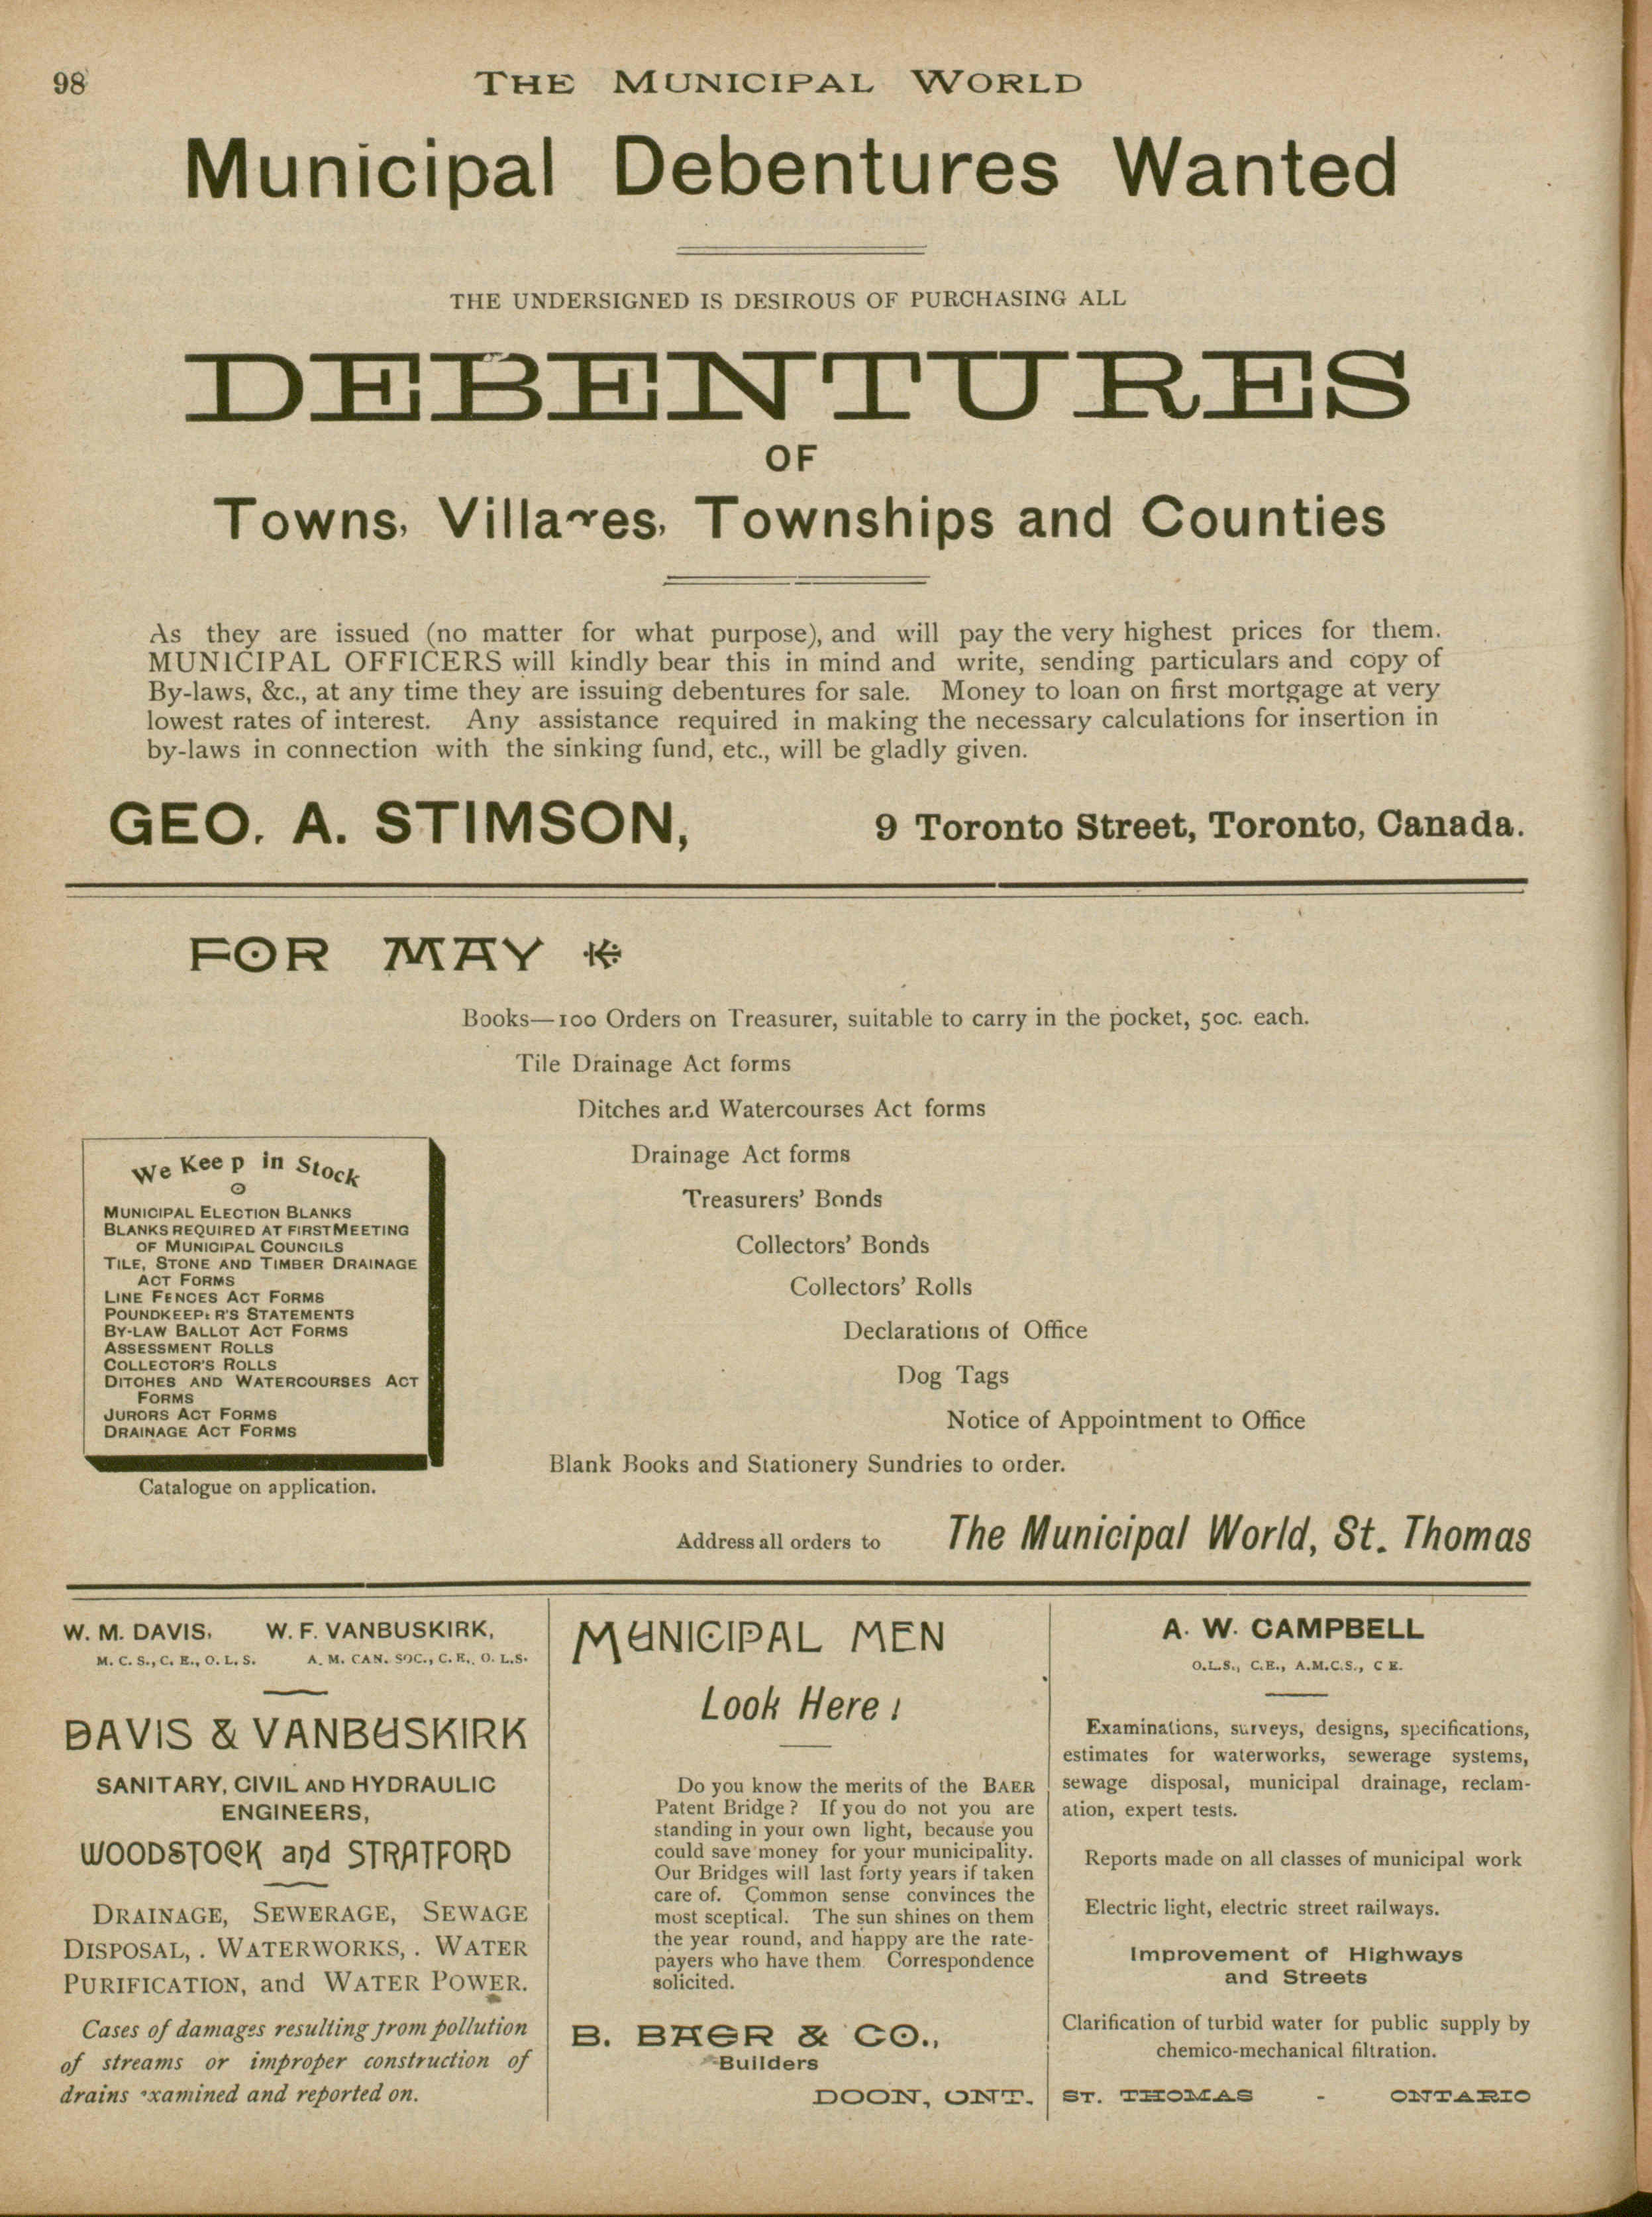 98
THE MUNICIPAL WORLD
Municipal Debentures Wanted
THE UNDERSIGNED IS DESIROUS OF PURCHASING ALL
DEBENTURES
OF
Towns, Villages, Townships and Counties
As they are issued (no matter for what purpose), and will pay the very highest prices for them.
MUNICIPAL OFFICERS will kindly bear this in mind and write, sending particulars and copy of
By-laws, &c., at any time they are issuing debentures for sale. Money to loan on first mortgage at very
lowest rates of interest. Any assistance required in making the necessary calculations for insertion in
by-laws in connection with the sinking fund, etc., will be gladly given.
GEO. A. STIMSON,
9 Toronto Street, Toronto, Canada.
FOR MAY
Books—100 Orders on Treasurer, suitable to carry in the pocket, 50c. each.
Tile Drainage Act forms
Ditches and Watercourses Act forms
Drainage Act forms
Treasurers' Bonds
Collectors' Bonds
Collectors' Rolls
Declarations of Office
Dog Tags
Notice of Appointment to Office
Blank Books and Stationery Sundries to order.
We Keep in Stock
MUNICIPAL ELECTION BLANKS
BLANKS REQUIRED AT FIRST MEETING
OF MUNICIPAL COUNCILS
TILE, STONE AND TIMBER DRAINAGE
ACT FORMS
LINE FENCES ACT FORMS
POUNDKEEPER'S STATEMENTS
BY-LAW BALLOT ACT FORMS
ASSESSMENT ROLLS
COLLECTOR'S ROLLS
DITCHES AND WATERCOURSES ACT
FORMS
JURORS ACT FORMS
DRAINAGE ACT FORMS
Catalogue on application.
Address all orders to The Municipal World, St. Thomas
W. M. DAVIS, W. F. VANBUSKIRK,
M. C. S., C. E., O. L. S. A. M. CAN. SOC., C. E., O. L.S.
DAVIS & VANBUSKIRK
SANITARY, CIVIL AND HYDRAULIC
ENGINEERS,
WOODSTOCK and STRATFORD
DRAINAGE, SEWERAGE, SEWAGE
DISPOSAL, . WATERWORKS, . WATER
PURIFICATION, and WATER POWER.
Cases of damages resulting from pollution
of streams or improper construction of
drains examined and reported on.
MUNICIPAL MEN
Look Here !
Do you know the merits of the BAER
Patent Bridge ? If you do not you are
standing in your own light, because you
could save money for your municipality.
Our Bridges will last forty years if taken
care of. Common sense convinces the
most sceptical. The sun shines on them
the year round, and happy are the rate-
payers who have them Correspondence
solicited.
B. BAER & CO.,
Builders
DOON, ONT.
A. W. CAMPBELL
O.L.S., C.E., A.M.C.S., C E.
Examinations, surveys, designs, specifications,
estimates for waterworks, sewerage systems,
sewage disposal, municipal drainage, reclam-
ation, expert tests.
Reports made on all classes of municipal work
Electric light, electric street railways.
Improvement of Highways
and Streets
Clarification of turbid water for public supply by
chemico-mechanical filtration.
ST. THOMAS - ONTARIO